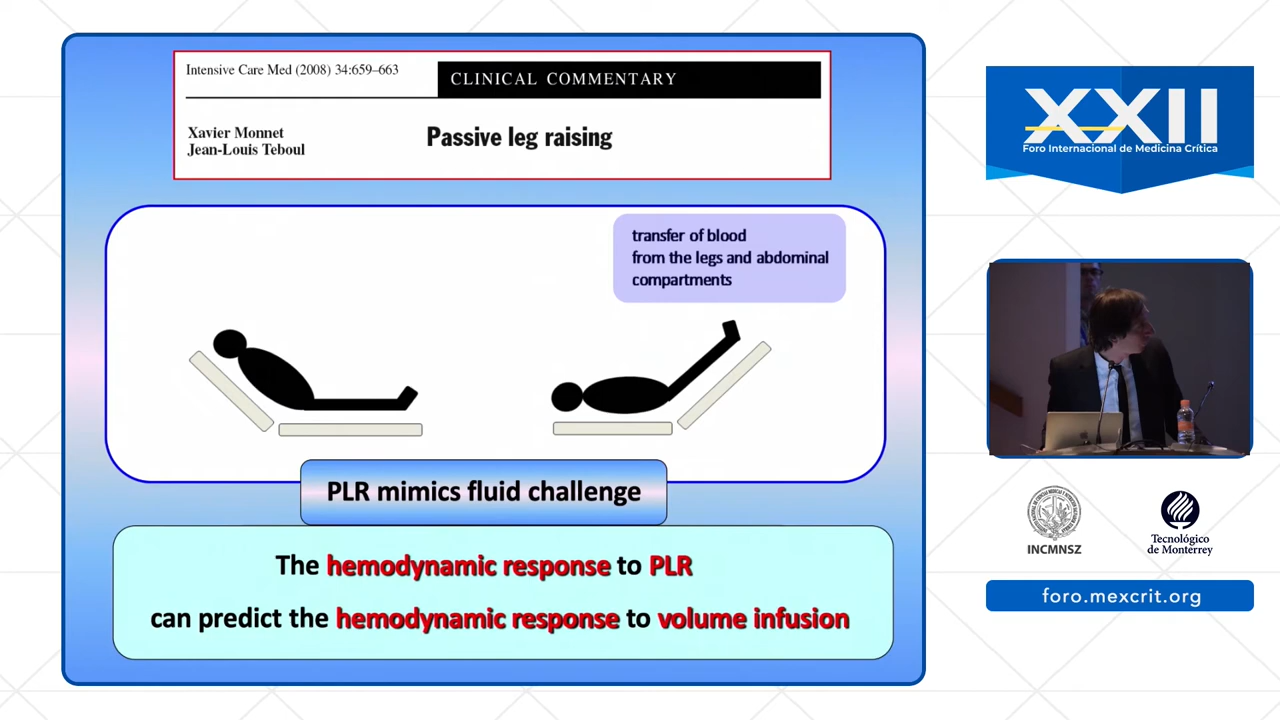 Intensive Care Med (2008) 34:659–663
CLINICAL COMMENTARY
Xavier Monnet
Jean-Louis Teboul
Passive leg raising
transfer of blood
from the legs and abdominal
compartments
PLR mimics fluid challenge
The hemodynamic response to PLR
can predict the hemodynamic response to volume infusion
XXII
Foro Internacional de Medicina Crítica
INCMNSZ
Tecnológico
de Monterrey
foro.mexcrit.org